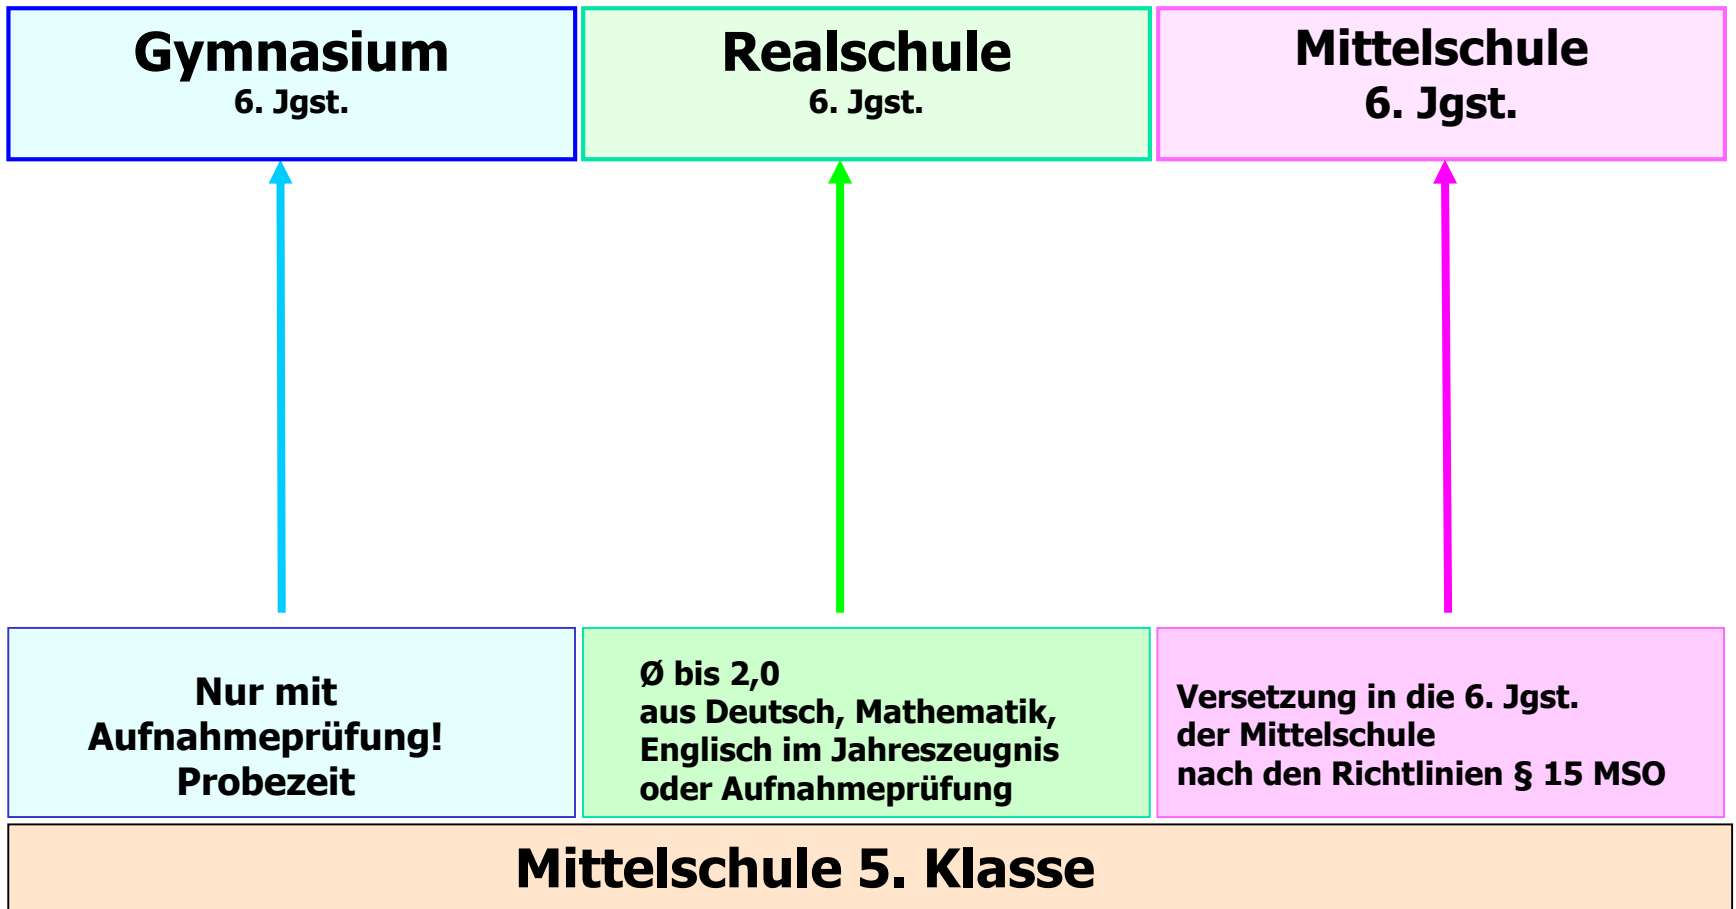 Gymnasium
6. Jgst.
Realschule
6. Jgst.
Mittelschule
6. Jgst.
Nur mit
Aufnahmeprüfung!
Probezeit
Ø bis 2,0
aus Deutsch, Mathematik,
Englisch im Jahreszeugnis
oder Aufnahmeprüfung
Versetzung in die 6. Jgst.
der Mittelschule
nach den Richtlinien § 15 MSO
Mittelschule 5. Klasse